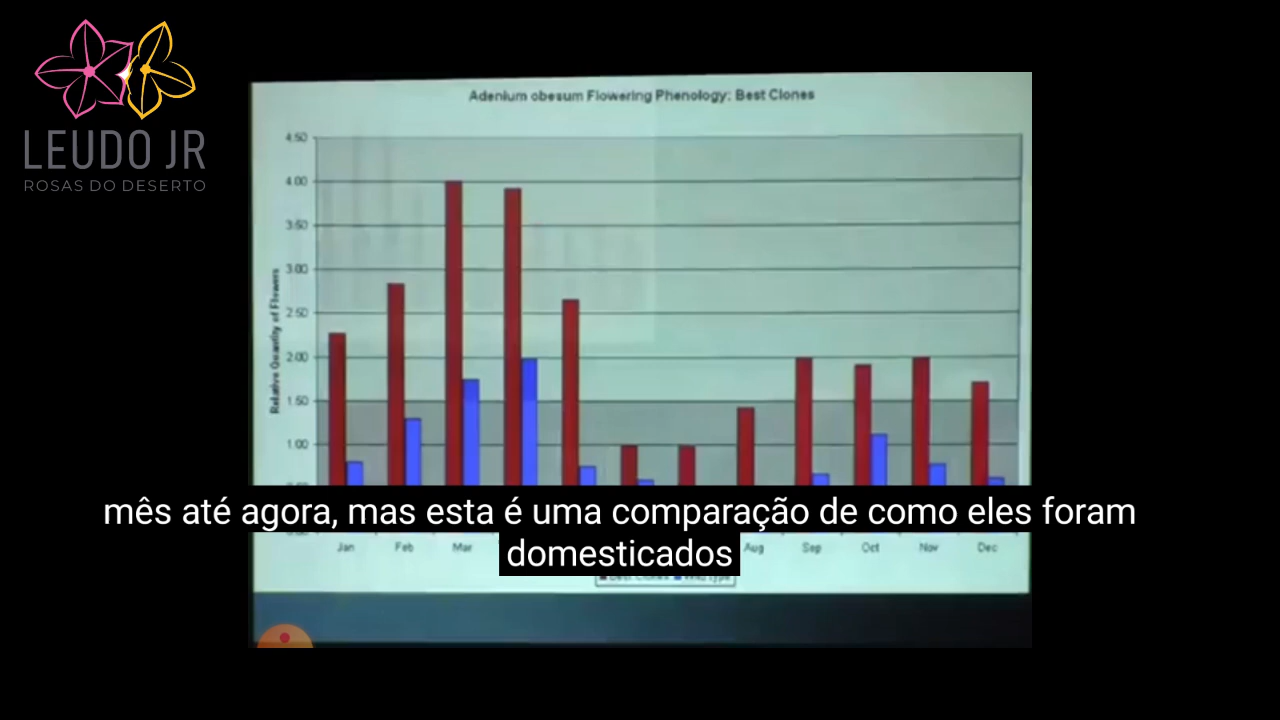 LEUDO JR
ROSAS DO DESERTO
Adenium obesum Flowering Phenology: Best Clones
4.50
4.00
3.50
3.00
2.50
2.00
1.50
1.00
Relative Quantity of Flowers
mês até agora, mas esta é uma comparação de como eles foram
domesticados
Jan Feb Mar Aug Sep Oct Nov Dec